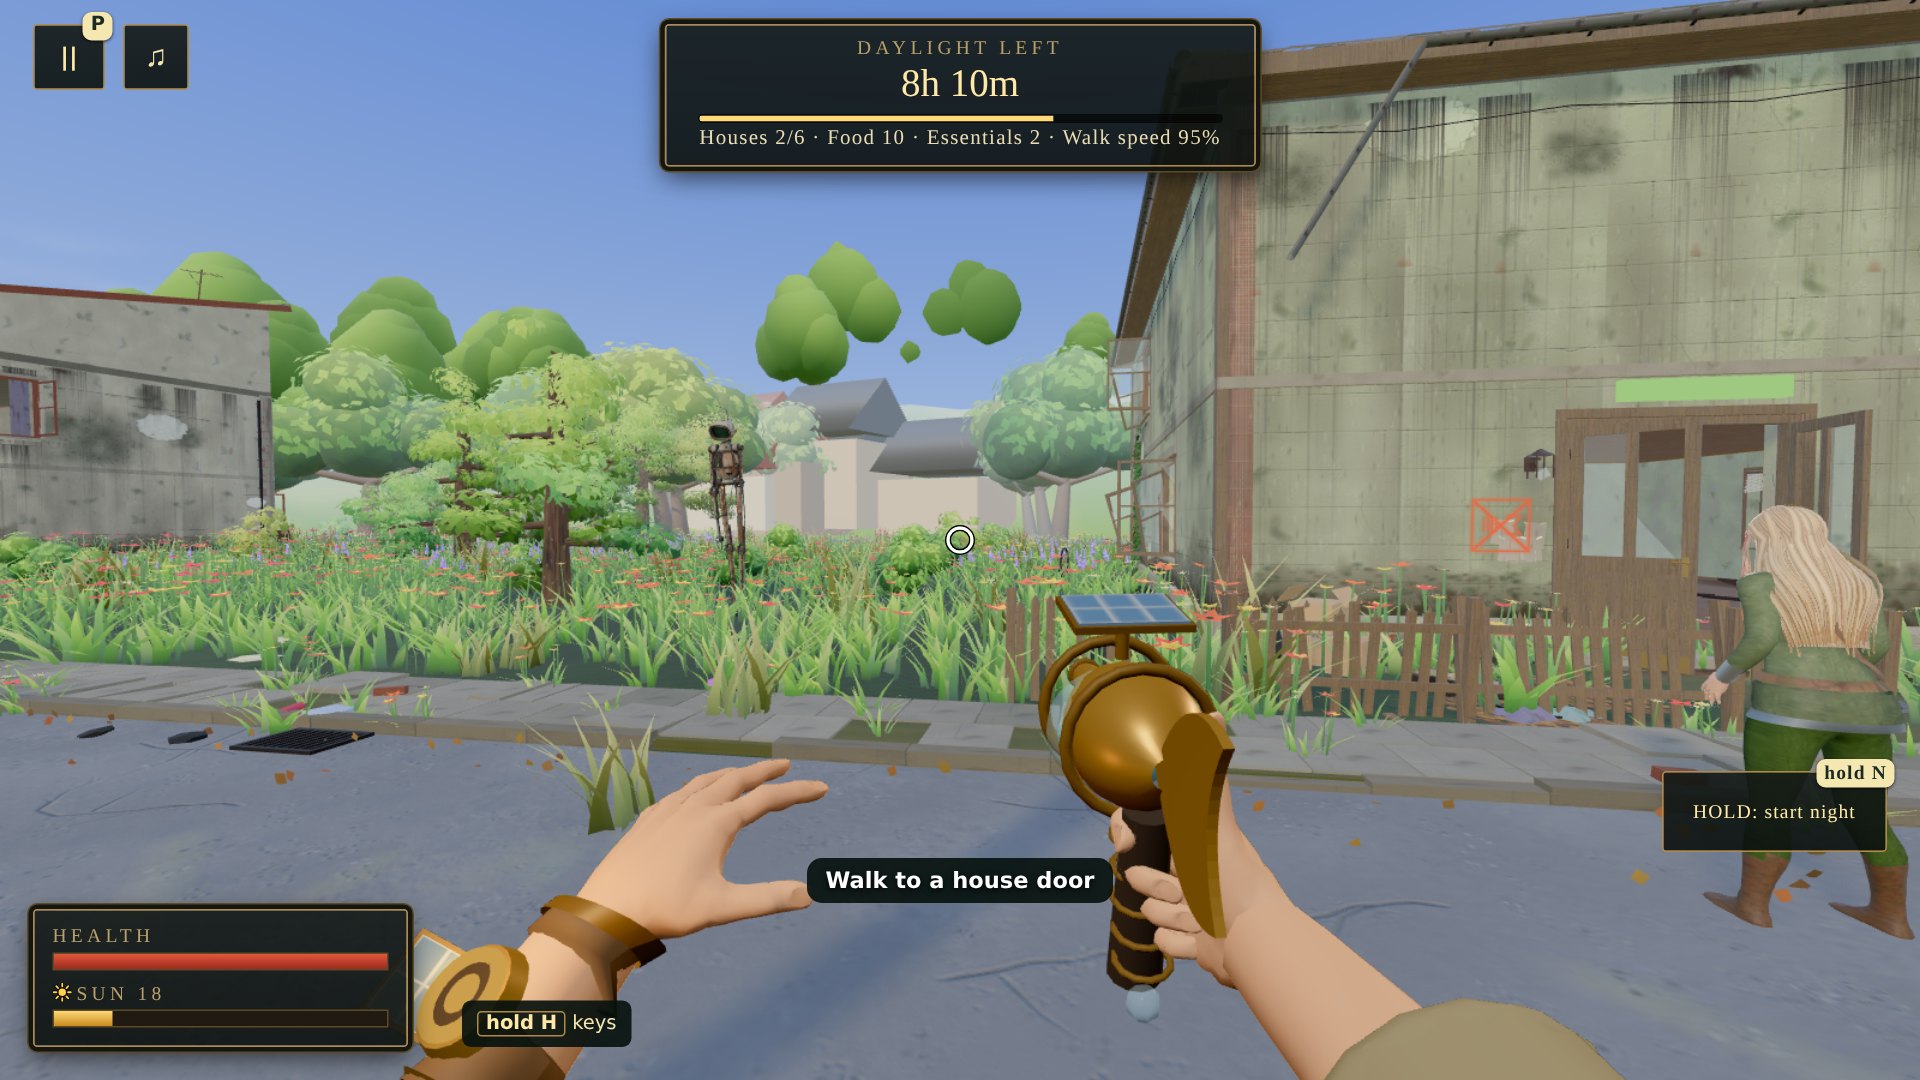 P
DAYLIGHT LEFT
8h 10m
Houses 2/6 · Food 10 · Essentials 2 · Walk speed 95%
hold N
HOLD: start night
Walk to a house door
HEALTH
SUN 18
hold H keys